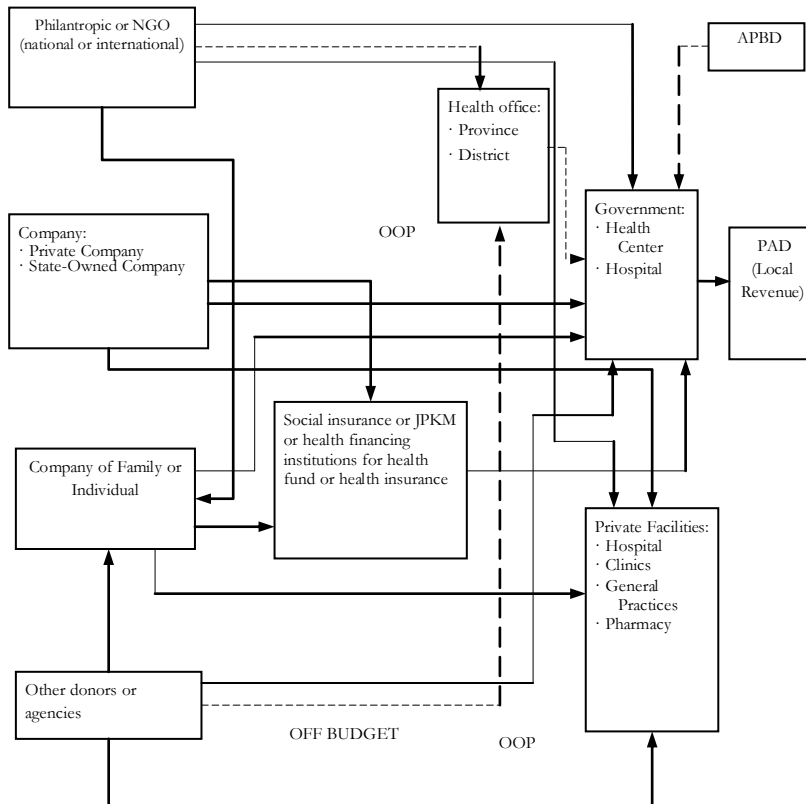 Philantropic or NGO
(national or international)
APBD
Health office:
· Province
· District
Government:
· Health
Center
· Hospital
OOP
Company:
· Private Company
· State-Owned Company
PAD
(Local
Revenue)
Social insurance or JPKM
or health financing
institutions for health
fund or health insurance
Company of Family or
Individual
Private Facilities:
· Hospital
· Clinics
· General
Practices
· Pharmacy
Other donors or
agencies
OFF BUDGET
OOP